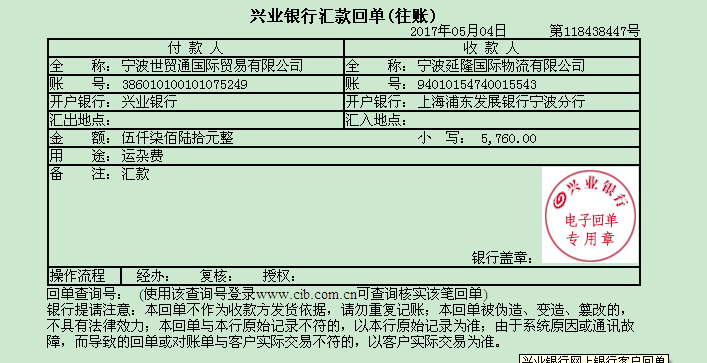 兴业银行汇款回单(往账)
2017年05月04日 第118438447号
付 款 人 收 款 人
全 称: 宁波世贸通国际贸易有限公司 全 称: 宁波延隆国际物流有限公司
账 号: 386010100101075249 账 号: 94010154740015543
开户银行: 兴业银行 开户银行: 上海浦东发展银行宁波分行
汇出地点: 汇入地点:
金 额: 伍仟柒佰陆拾元整 小 写: 5,760.00
用 途: 运杂费
备 注: 汇款
兴业银行
电子回单
专用章
银行盖章:
操作流程 经办: 复核: 授权:
回单查询号: (使用该查询号登录www.cib.com.cn可查询核实该笔回单)
银行提请注意: 本回单不作为收款方发货依据, 请勿重复记账; 本回单被伪造、变造、篡改的,
不具有法律效力; 本回单与本行原始记录不符的, 以本行原始记录为准; 由于系统原因或通讯故
障, 而导致的回单或对账单与客户实际交易不符的, 以客户实际交易为准。
兴业银行网上银行客户回单